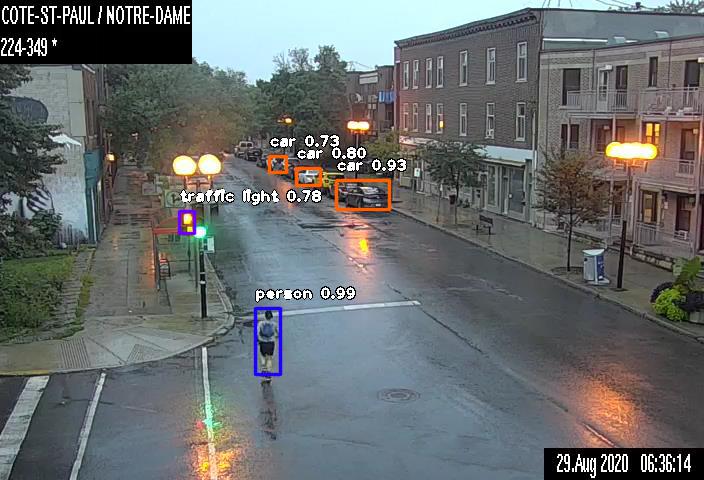 COTE-ST-PAUL / NOTRE-DAME
224-349 *
car 0.73
car 0.80
car 0.93
traffic light 0.78
person 0.99
29.Aug 2020 06:36:14